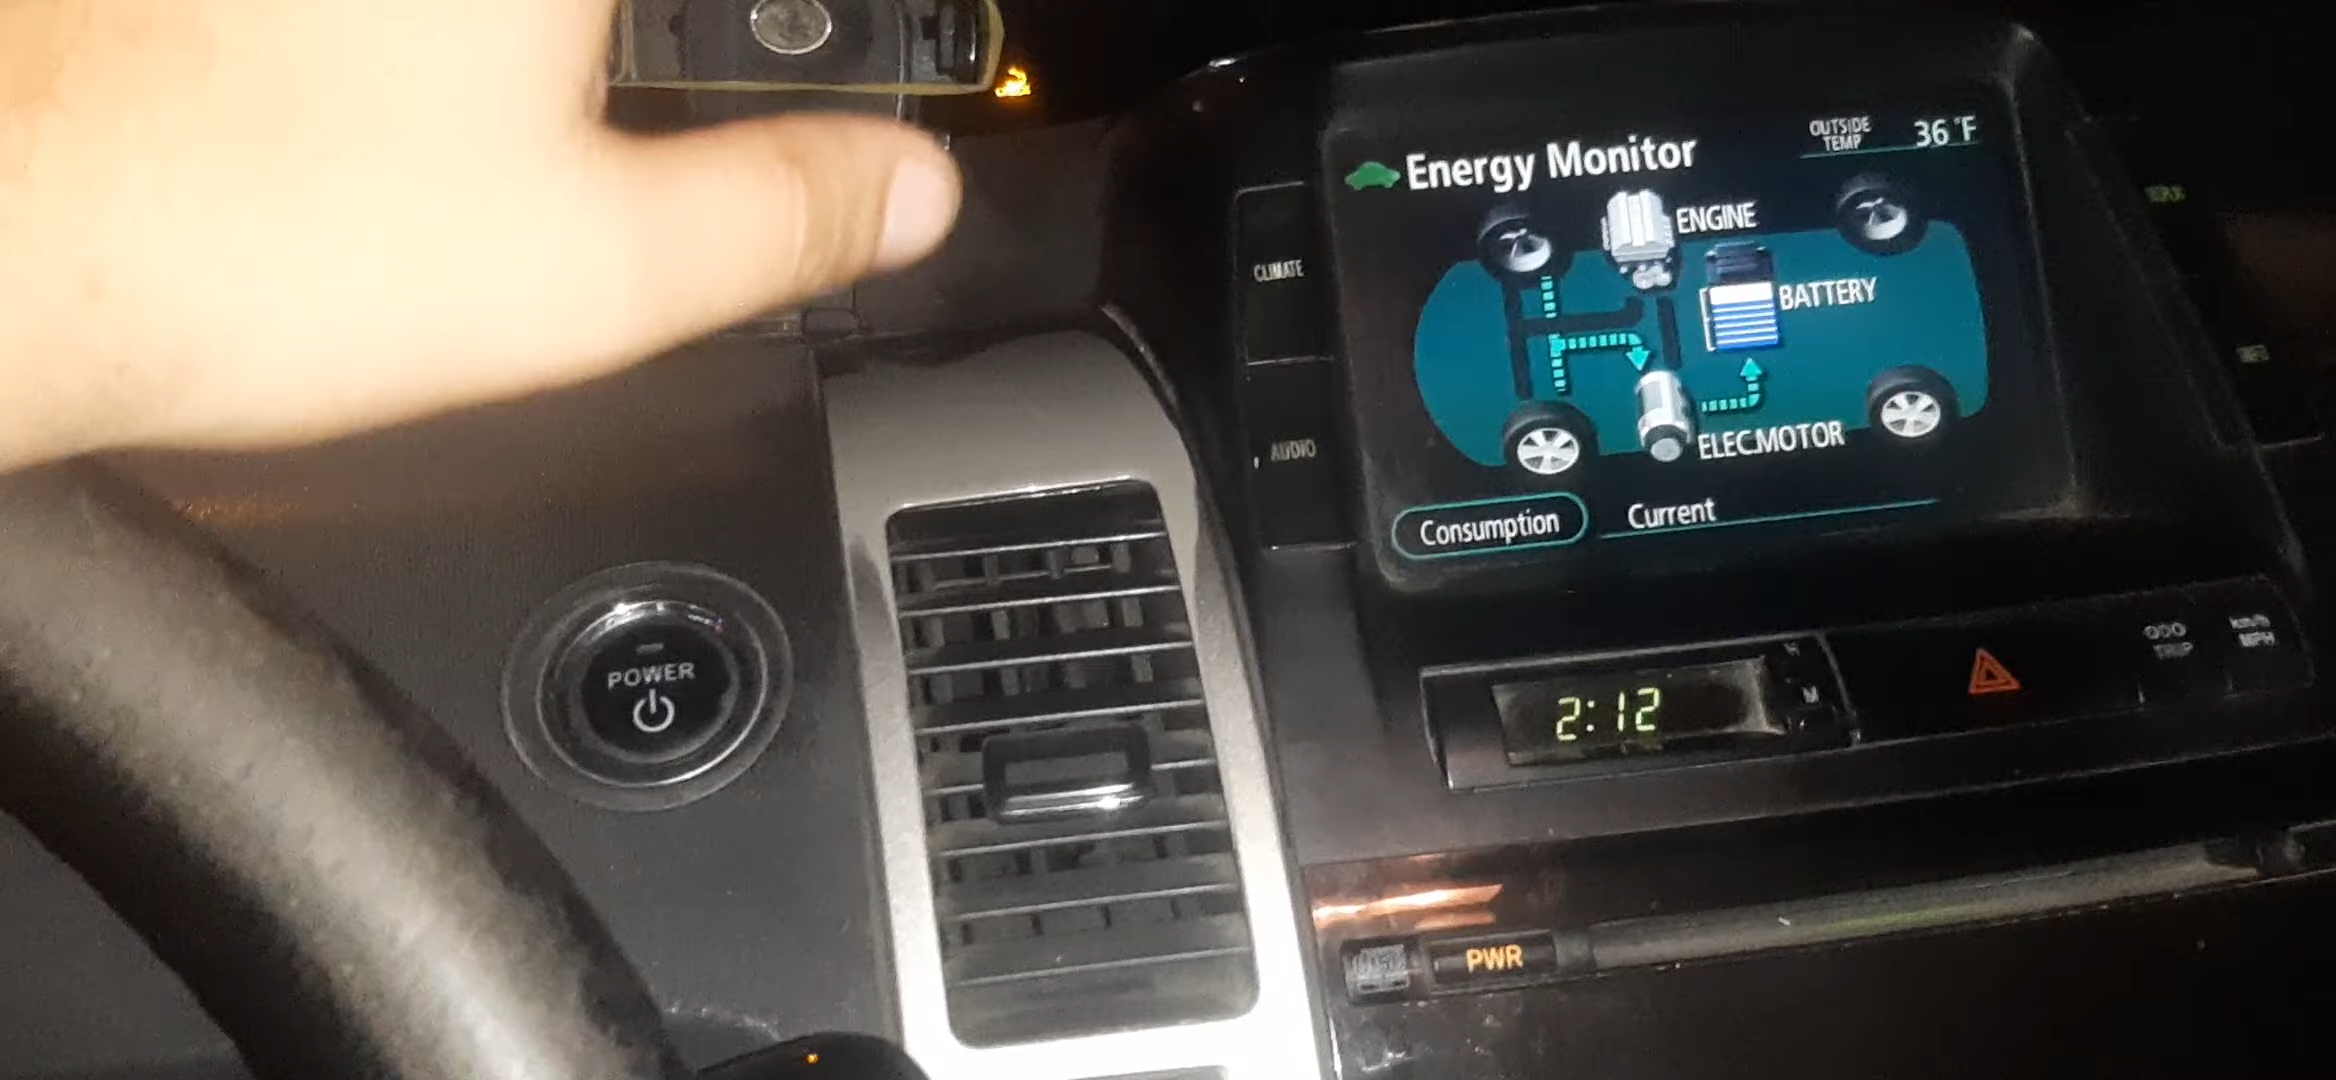 Energy Monitor
OUTSIDE
TEMP
36°F
ENGINE
CLIMATE
BATTERY
AUDIO
ELEC.MOTOR
Consumption
Current
POWER
2:12
H
M
ODO
TRIP
km/h
MPH
PWR